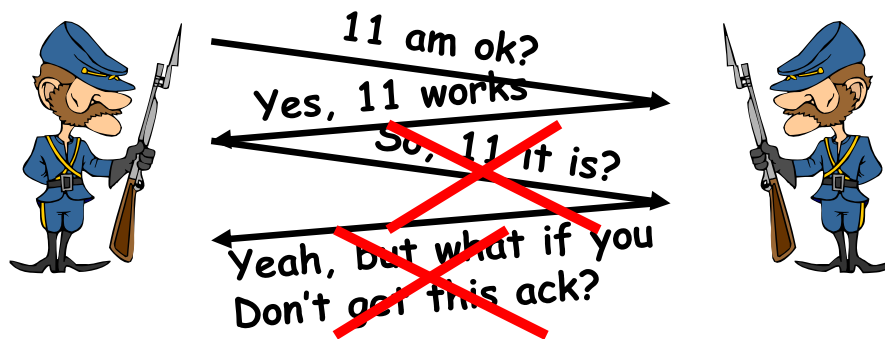 11 am ok?
Yes, 11 works
So, 11 it is?
Yeah, but what if you
Don't get this ack?